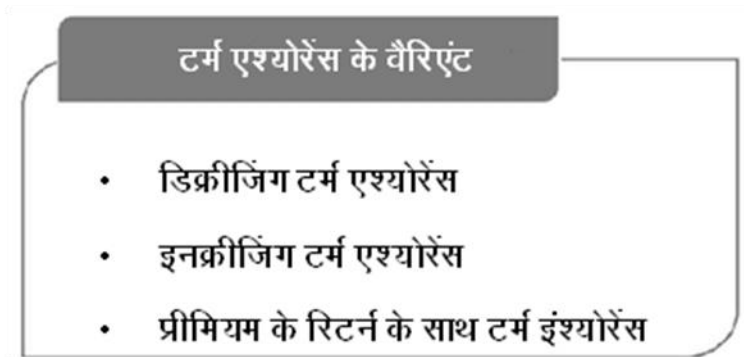 टर्म एश्योरेंस के वैरिएंट
• डिक्रीजिंग टर्म एश्योरेंस
• इनक्रीजिंग टर्म एश्योरेंस
• प्रीमियम के रिटर्न के साथ टर्म इंश्योरेंस